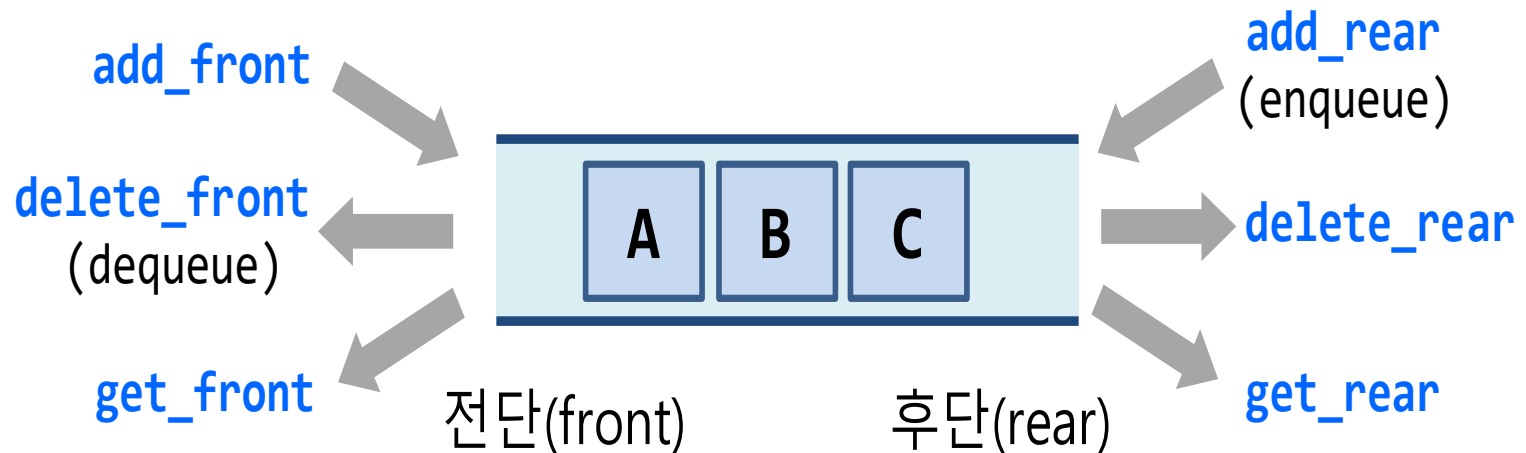 add_front
delete_front
(dequeue)
get_front
A B C
전단(front)
후단(rear)
add_rear
(enqueue)
delete_rear
get_rear